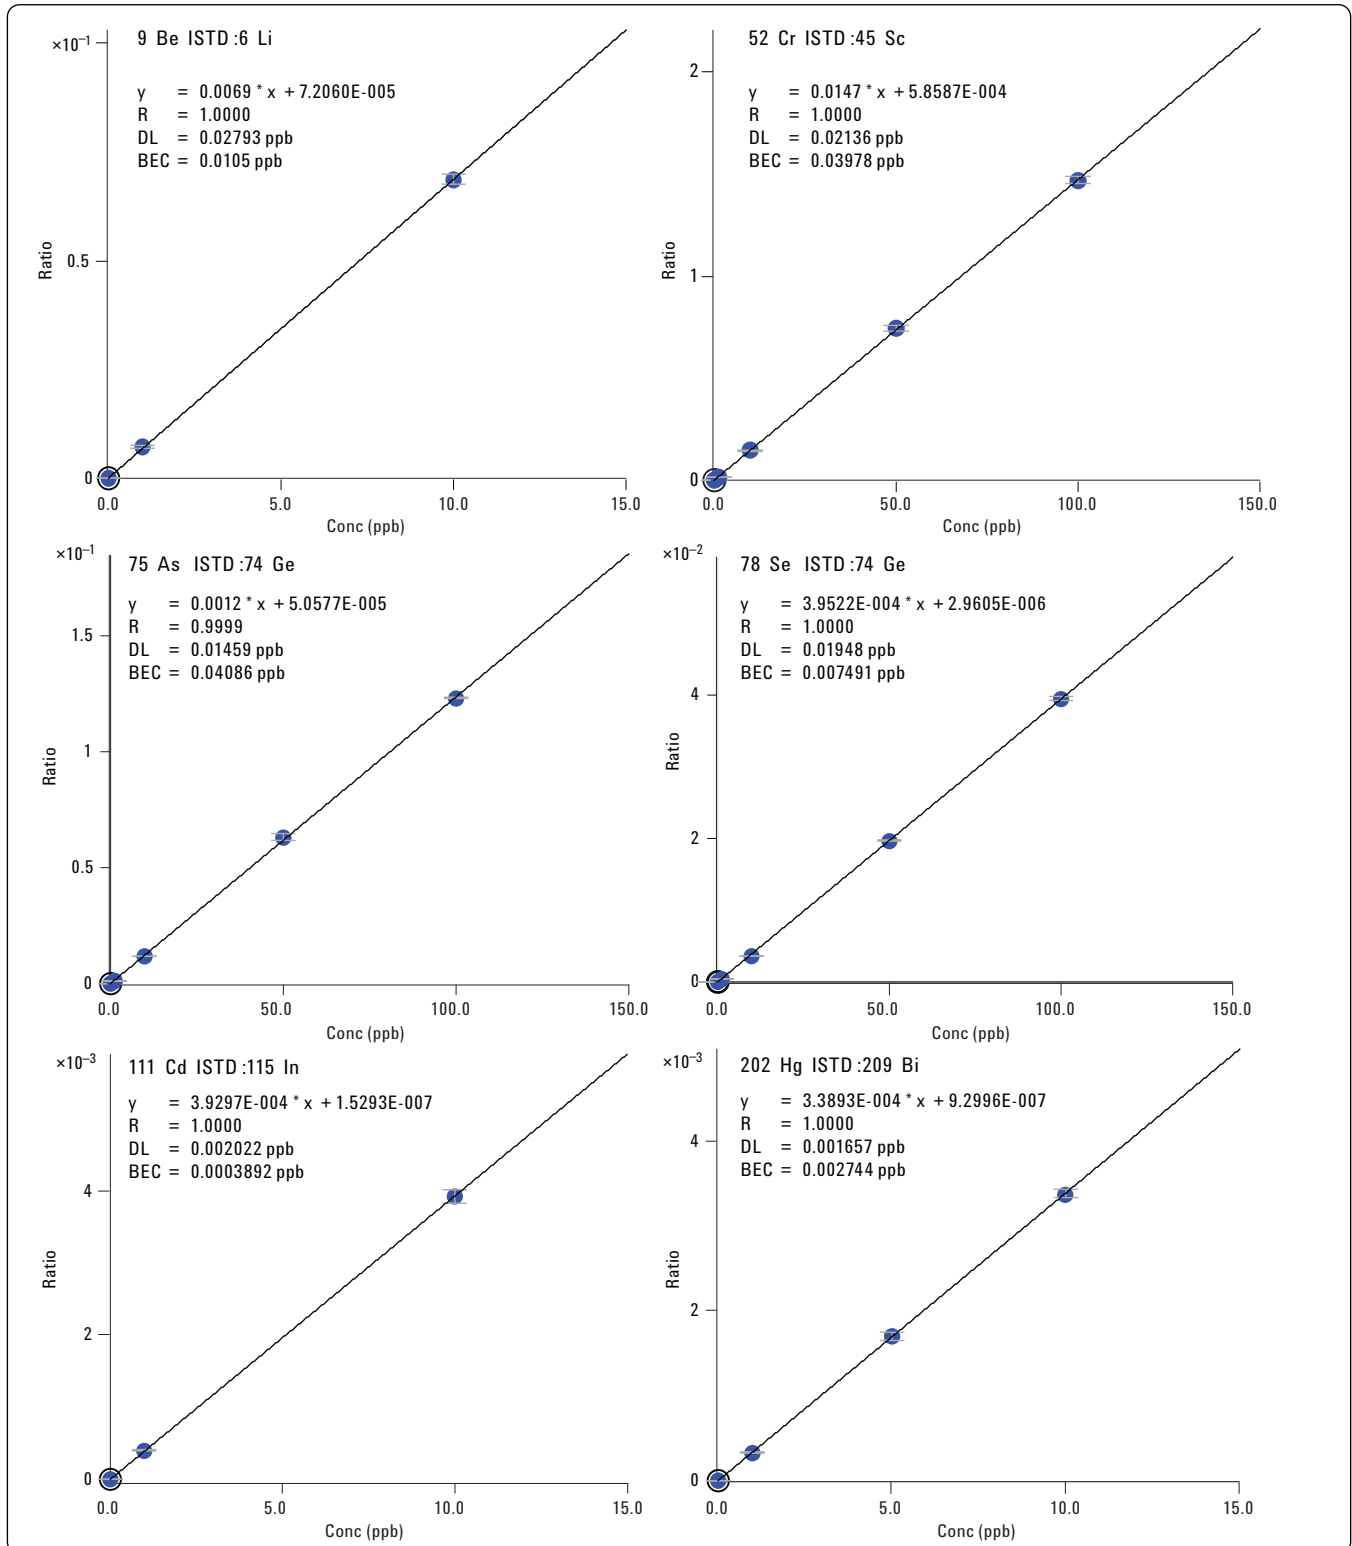 9 Be ISTD :6 Li
y = 0.0069 * x + 7.2060E-005
R = 1.0000
DL = 0.02793 ppb
BEC = 0.0105 ppb
×10–1
0.5
0
Ratio
0.0 5.0 10.0 15.0
Conc (ppb)
52 Cr ISTD :45 Sc
y = 0.0147 * x + 5.8587E-004
R = 1.0000
DL = 0.02136 ppb
BEC = 0.03978 ppb
2
1
0
Ratio
0.0 50.0 100.0 150.0
Conc (ppb)
75 As ISTD :74 Ge
y = 0.0012 * x + 5.0577E-005
R = 0.9999
DL = 0.01459 ppb
BEC = 0.04086 ppb
×10–1
1.5
1
0.5
0
Ratio
0.0 50.0 100.0 150.0
Conc (ppb)
78 Se ISTD :74 Ge
y = 3.9522E-004 * x + 2.9605E-006
R = 1.0000
DL = 0.01948 ppb
BEC = 0.007491 ppb
×10–2
4
2
0
Ratio
0.0 50.0 100.0 150.0
Conc (ppb)
111 Cd ISTD :115 In
y = 3.9297E-004 * x + 1.5293E-007
R = 1.0000
DL = 0.002022 ppb
BEC = 0.0003892 ppb
×10–3
4
2
0
Ratio
0.0 5.0 10.0 15.0
Conc (ppb)
202 Hg ISTD :209 Bi
y = 3.3893E-004 * x + 9.2996E-007
R = 1.0000
DL = 0.001657 ppb
BEC = 0.002744 ppb
×10–3
4
2
0
Ratio
0.0 5.0 10.0 15.0
Conc (ppb)